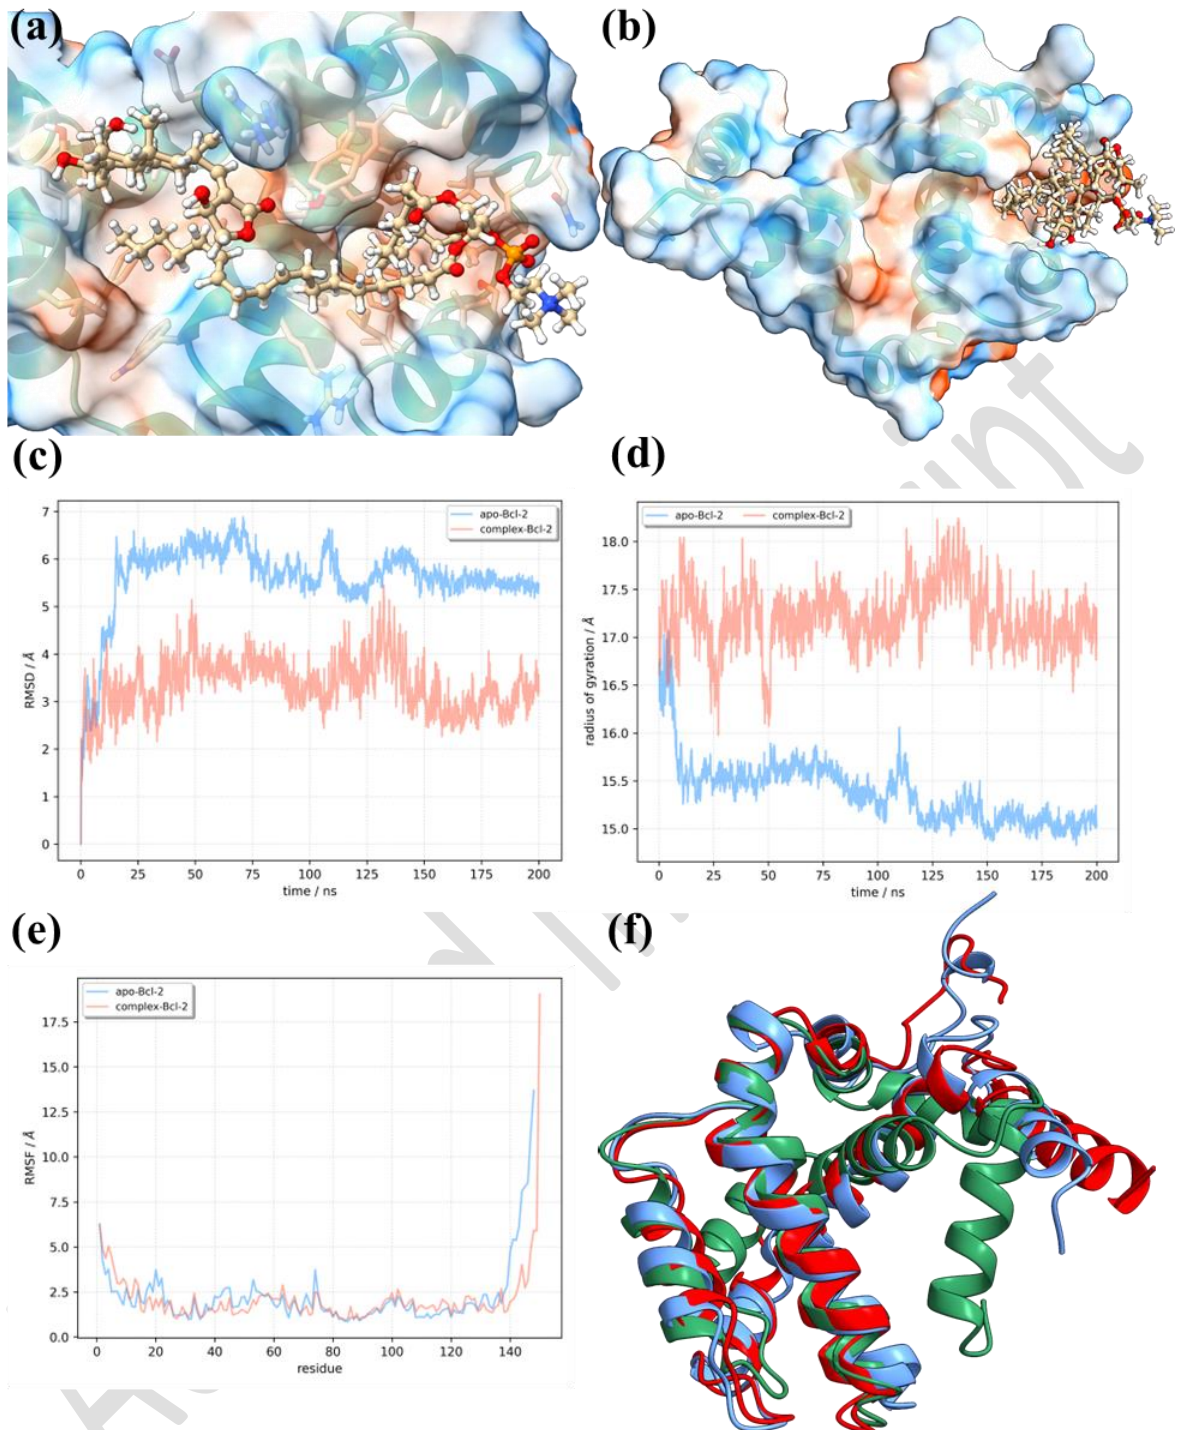 (a)
(b)
(c)
(d)
7
6
5
4
3
2
1
0
RMSD / Å
apo-Bcl-2
complex-Bcl-2
0 25 50 75 100 125 150 175 200
time / ns
18.0
17.5
17.0
16.5
16.0
15.5
15.0
radius of gyration / Å
apo-Bcl-2 complex-Bcl-2
0 25 50 75 100 125 150 175 200
time / ns
(e)
(f)
17.5
15.0
12.5
10.0
7.5
5.0
2.5
0.0
RMSF / Å
apo-Bcl-2
complex-Bcl-2
0 20 40 60 80 100 120 140
residue